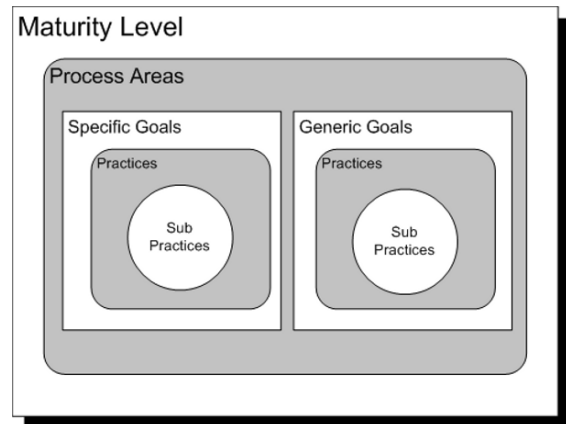 Maturity Level
Process Areas
Specific Goals
Practices
Sub
Practices
Generic Goals
Practices
Sub
Practices